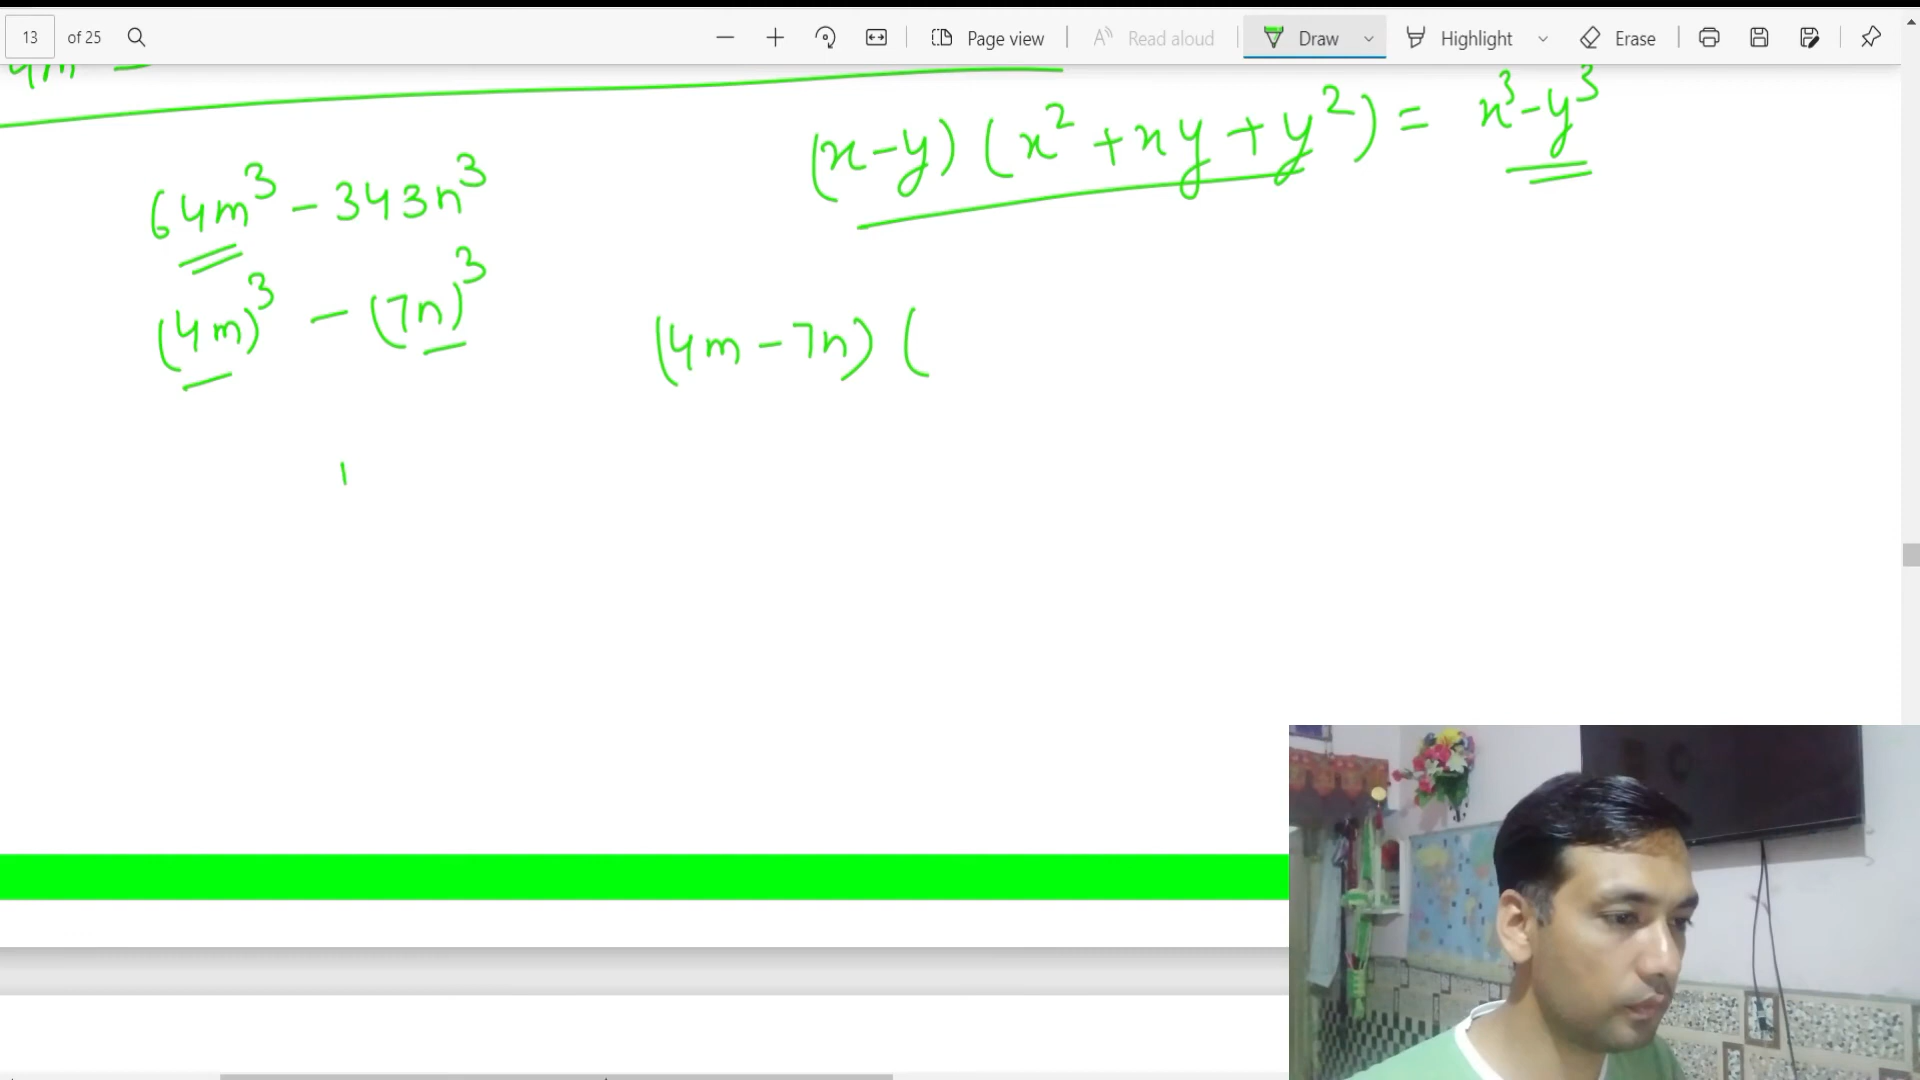 13 of 25 Page view Read aloud Draw Highlight Erase
(x-y)(x²+xy+y²) = x³-y³
64m³-343n³
(4m)³ - (7n)³
(4m-7n)(